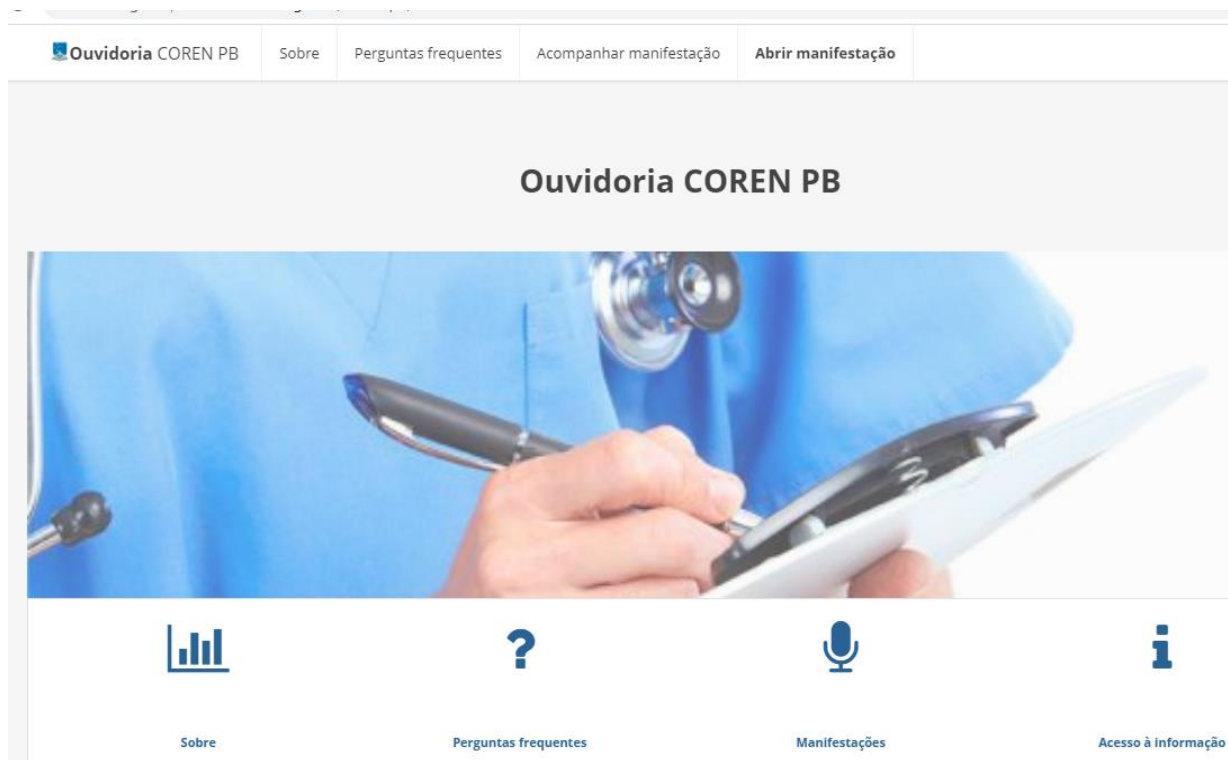 Ouvidoria COREN PB Sobre Perguntas frequentes Acompanhar manifestação Abrir manifestação
Ouvidoria COREN PB
Sobre Perguntas frequentes Manifestações Acesso à informação